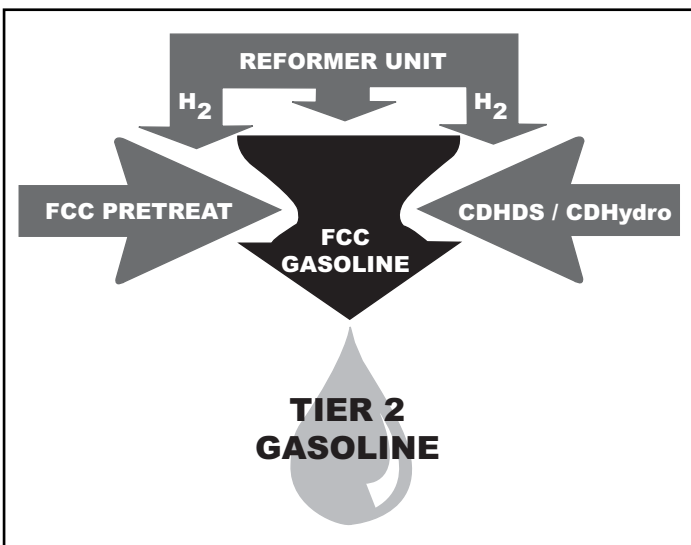 REFORMER UNIT
H2
H2
FCC PRETREAT
CDHDS / CDHydro
FCC
GASOLINE
TIER 2
GASOLINE